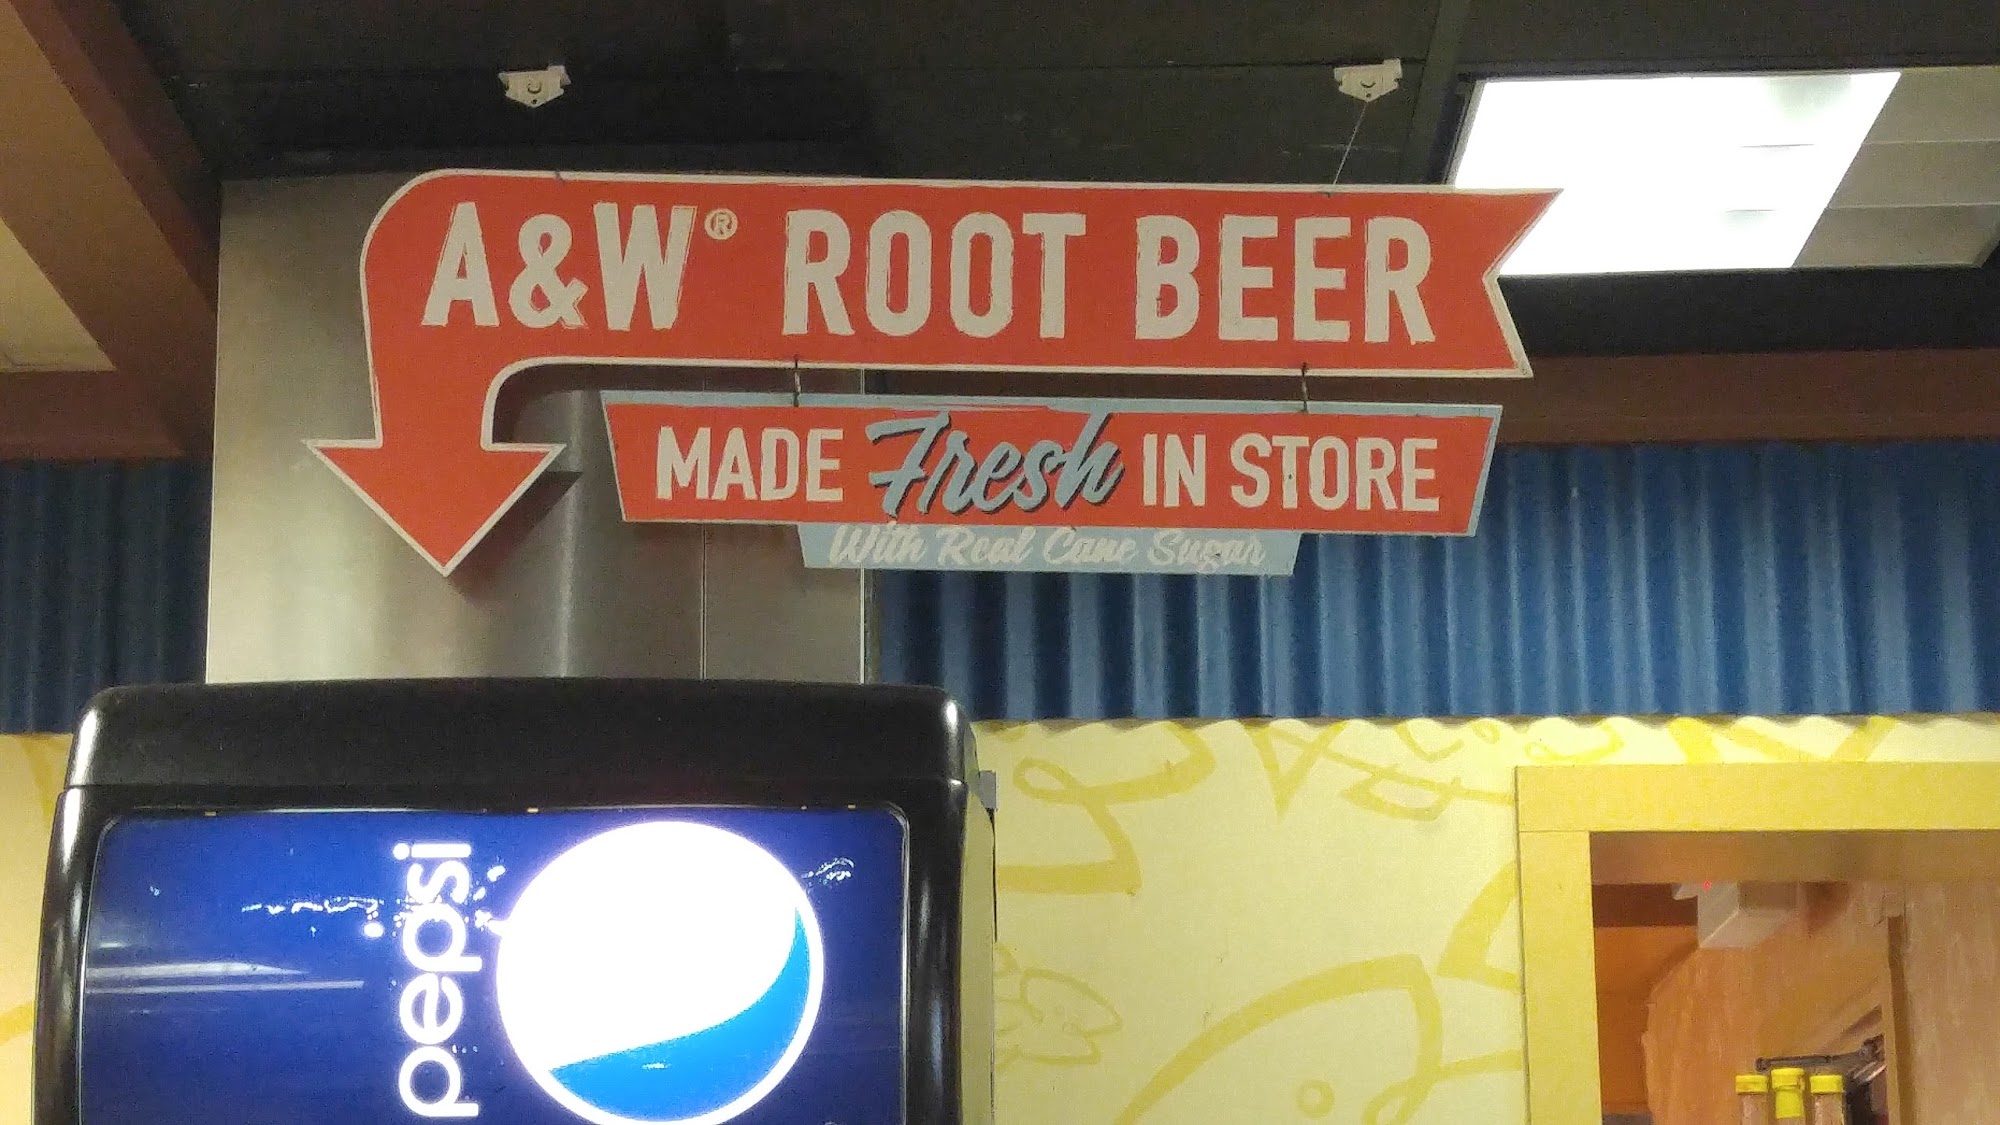 A&W® ROOT BEER
MADE Fresh IN STORE
With Real Cane Sugar
pepsi